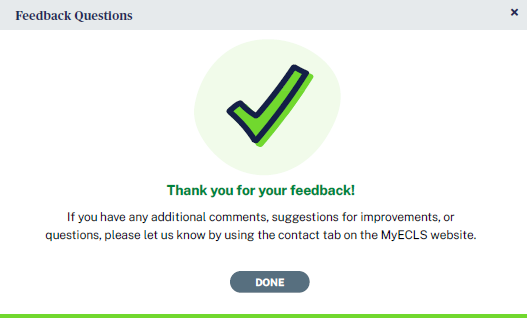 Feedback Questions
×
Thank you for your feedback!
If you have any additional comments, suggestions for improvements, or
questions, please let us know by using the contact tab on the MyECLS website.
DONE